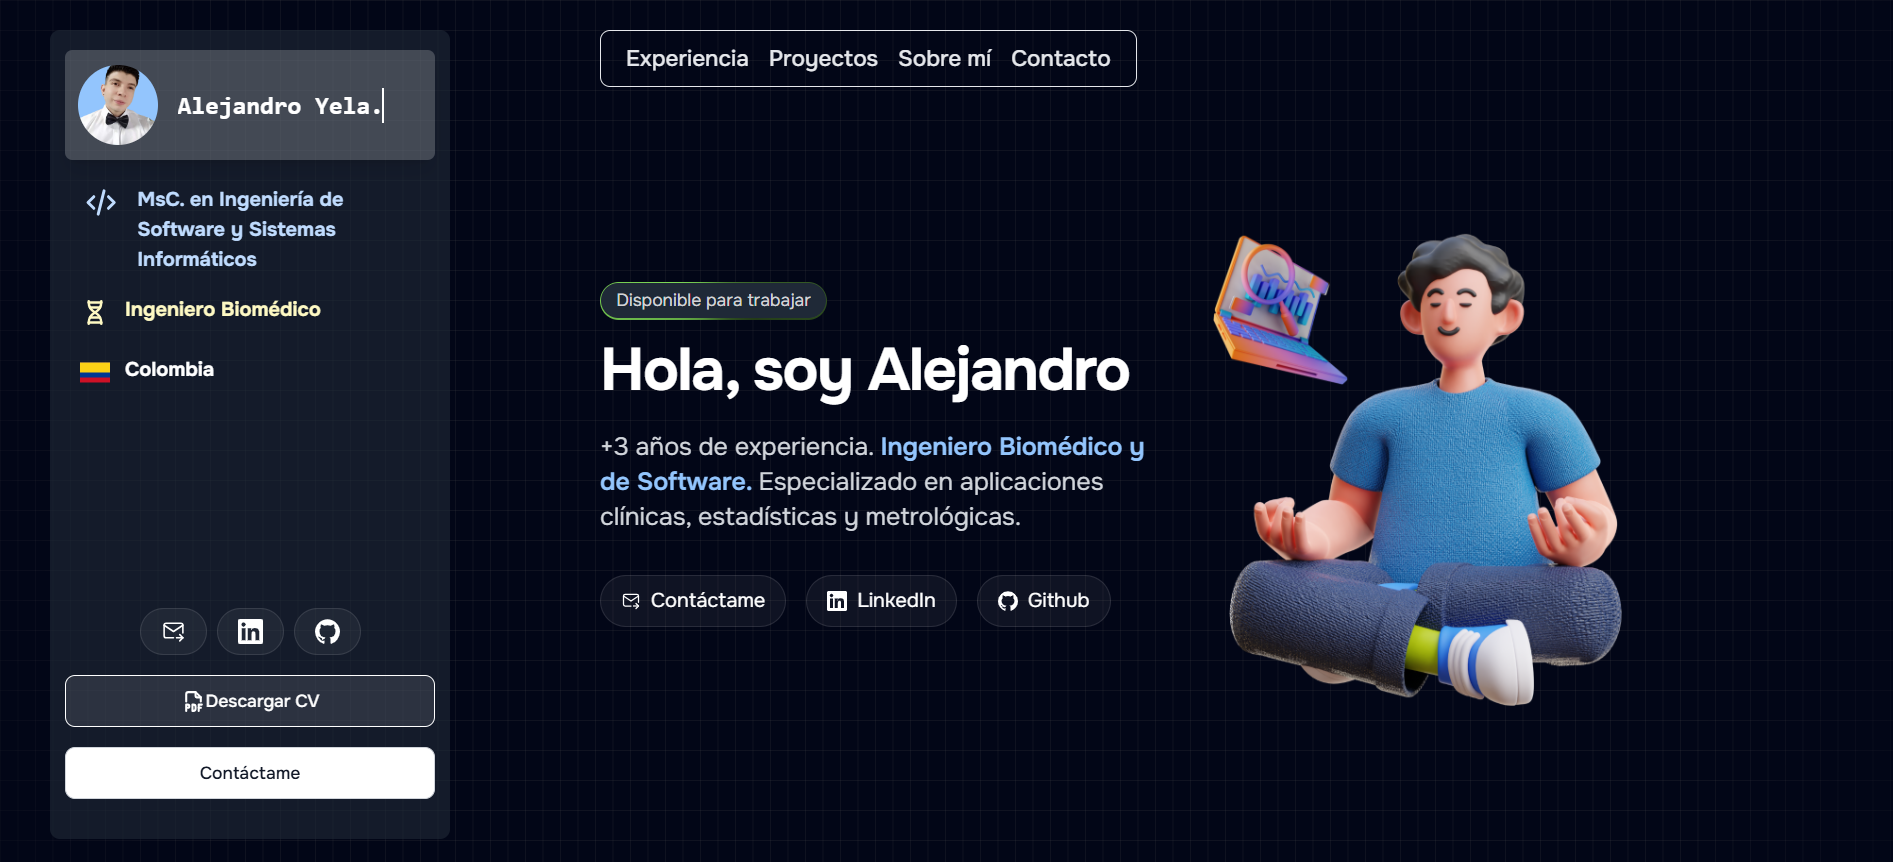 Alejandro Yela.
MsC. en Ingeniería de
Software y Sistemas
Informáticos
Ingeniero Biomédico
Colombia
PDF Descargar CV
Contáctame
Experiencia Proyectos Sobre mí Contacto
Disponible para trabajar
Hola, soy Alejandro
+3 años de experiencia. Ingeniero Biomédico y
de Software. Especializado en aplicaciones
clínicas, estadísticas y metrológicas.
Contáctame LinkedIn Github